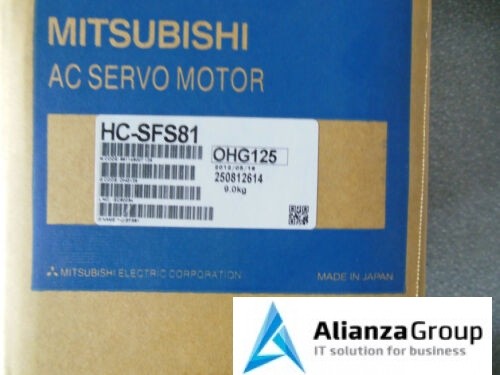 MITSUBISHI
AC SERVO MOTOR
HC-SFS81
OHG125
250812614
9.0kg
MITSUBISHI ELECTRIC CORPORATION
MADE IN JAPAN
AlianzaGroup
IT solution for business